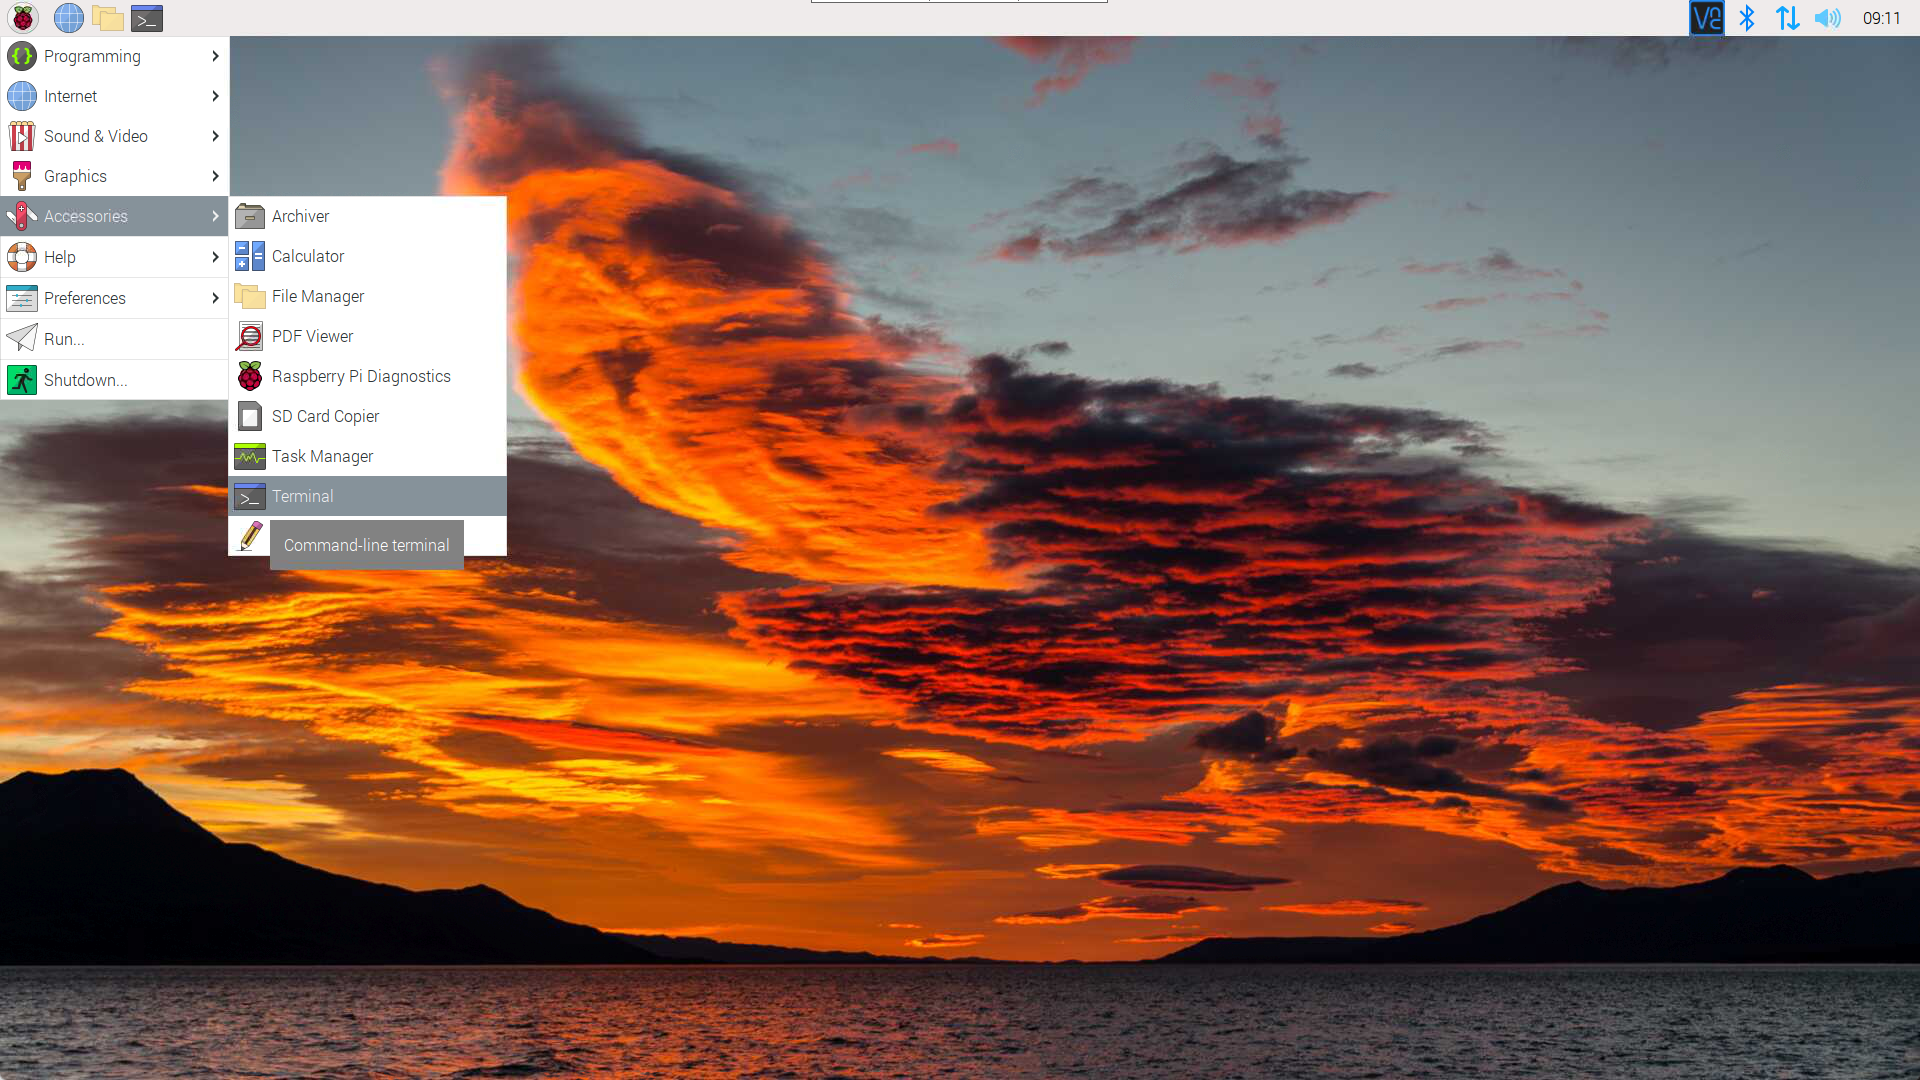 09:11
Programming
Internet
Sound & Video
Graphics
Accessories
Help
Preferences
Run...
Shutdown...
Archiver
Calculator
File Manager
PDF Viewer
Raspberry Pi Diagnostics
SD Card Copier
Task Manager
Terminal
Command-line terminal